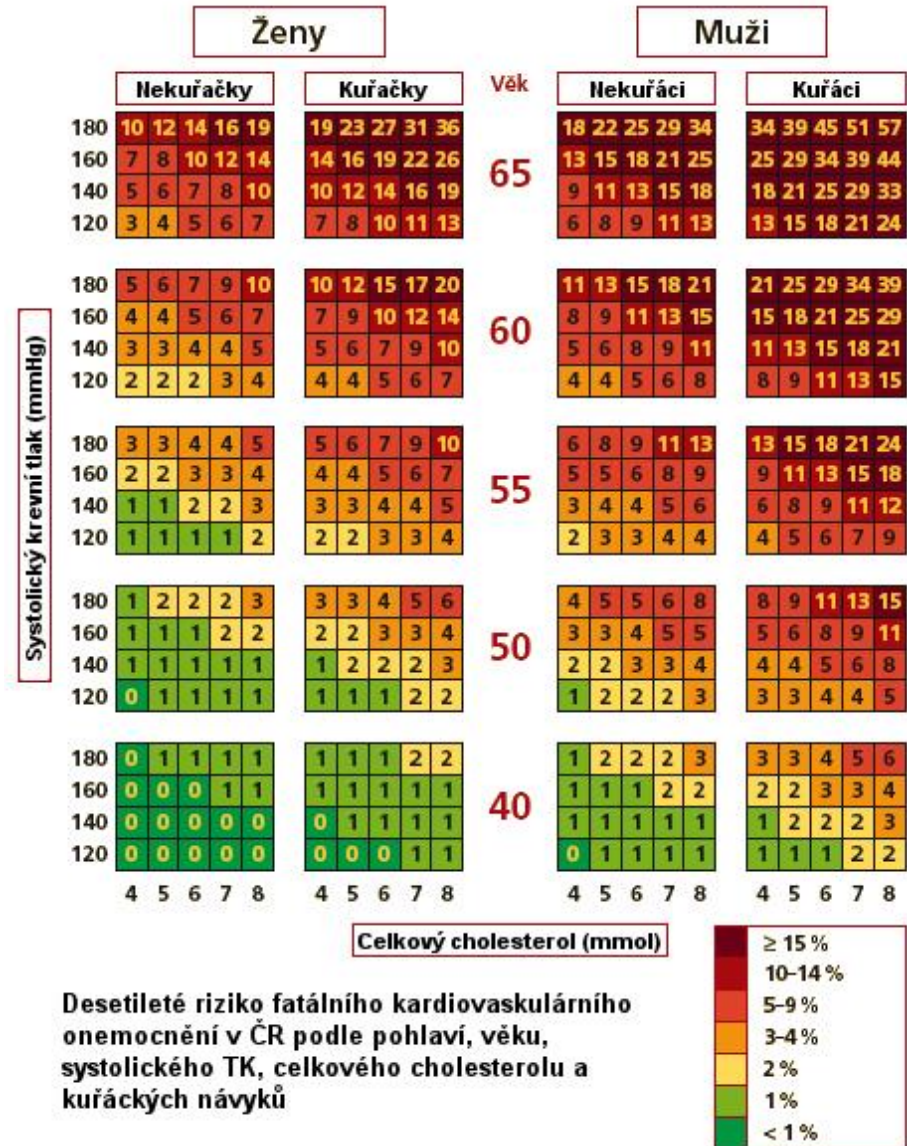 Ženy Muži
Nekuřačky Kuřačky Věk Nekuřáci Kuřáci
180 10 12 14 16 19 19 23 27 31 36 18 22 25 29 34 34 39 45 51 57
160 7 8 10 12 14 14 16 19 22 26 13 15 18 21 25 25 29 34 39 44
65
140 5 6 7 8 10 10 12 14 16 19 9 11 13 15 18 18 21 25 29 33
120 3 4 5 6 7 7 8 10 11 13 6 8 9 11 13 13 15 18 21 24
180 5 6 7 9 10 10 12 15 17 20 11 13 15 18 21 21 25 29 34 39
160 4 4 5 6 7 7 9 10 12 14 8 9 11 13 15 15 18 21 25 29
60
140 3 3 4 4 5 5 6 7 9 10 5 6 8 9 11 11 13 15 18 21
120 2 2 2 3 4 4 4 5 6 7 4 4 5 6 8 8 9 11 13 15
Systolický krevní tlak (mmHg)
180 3 3 4 4 5 5 6 7 9 10 6 8 9 11 13 13 15 18 21 24
160 2 2 3 3 4 4 4 5 6 7 5 5 6 8 9 9 11 13 15 18
55
140 1 1 2 2 3 3 3 4 4 5 3 4 4 5 6 6 8 9 11 12
120 1 1 1 1 2 2 2 3 3 4 2 3 3 4 4 4 5 6 7 9
180 1 2 2 2 3 3 3 4 5 6 4 5 5 6 8 8 9 11 13 15
160 1 1 1 2 2 2 2 3 3 4 3 3 4 5 5 5 6 8 9 11
50
140 1 1 1 1 1 1 2 2 2 3 2 2 3 3 4 4 4 5 6 8
120 0 1 1 1 1 1 1 1 2 2 1 2 2 2 3 3 3 4 4 5
180 0 1 1 1 1 1 1 1 2 2 1 2 2 2 3 3 3 4 5 6
160 0 0 0 1 1 1 1 1 1 1 1 1 1 2 2 2 2 3 3 4
40
140 0 0 0 0 0 0 1 1 1 1 1 1 1 1 1 1 2 2 2 3
120 0 0 0 0 0 0 0 0 1 1 0 1 1 1 1 1 1 1 2 2
4 5 6 7 8 4 5 6 7 8 4 5 6 7 8 4 5 6 7 8
Celkový cholesterol (mmol)
≥ 15 %
10–14 %
5–9 %
3–4 %
2 %
1 %
< 1 %
Desetileté riziko fatálního kardiovaskulárního
onemocnění v ČR podle pohlaví, věku,
systolického TK, celkového cholesterolu a
kuřáckých návyků